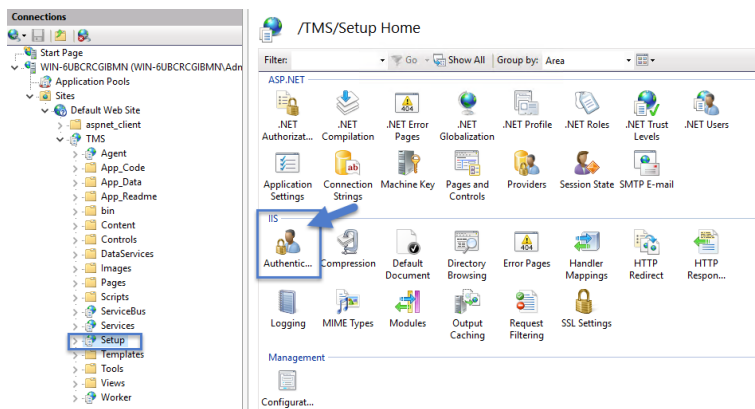 Connections
Start Page
WIN-6UBCRCGIBMN (WIN-6UBCRCGIBMN\Adn
Application Pools
Sites
Default Web Site
aspnet_client
TMS
Agent
App_Code
App_Data
App_Readme
bin
Content
Controls
DataServices
Images
Pages
Scripts
ServiceBus
Services
Setup
Templates
Tools
Views
Worker
/TMS/Setup Home
Filter: Go Show All Group by: Area
ASP.NET
.NET Authorizat...
.NET Compilation
.NET Error Pages
.NET Globalization
.NET Profile
.NET Roles
.NET Trust Levels
.NET Users
Application Settings
Connection Strings
Machine Key
Pages and Controls
Providers
Session State
SMTP E-mail
IIS
Authentic...
Compression
Default Document
Directory Browsing
Error Pages
Handler Mappings
HTTP Redirect
HTTP Respon...
Logging
MIME Types
Modules
Output Caching
Request Filtering
SSL Settings
Management
Configurat...